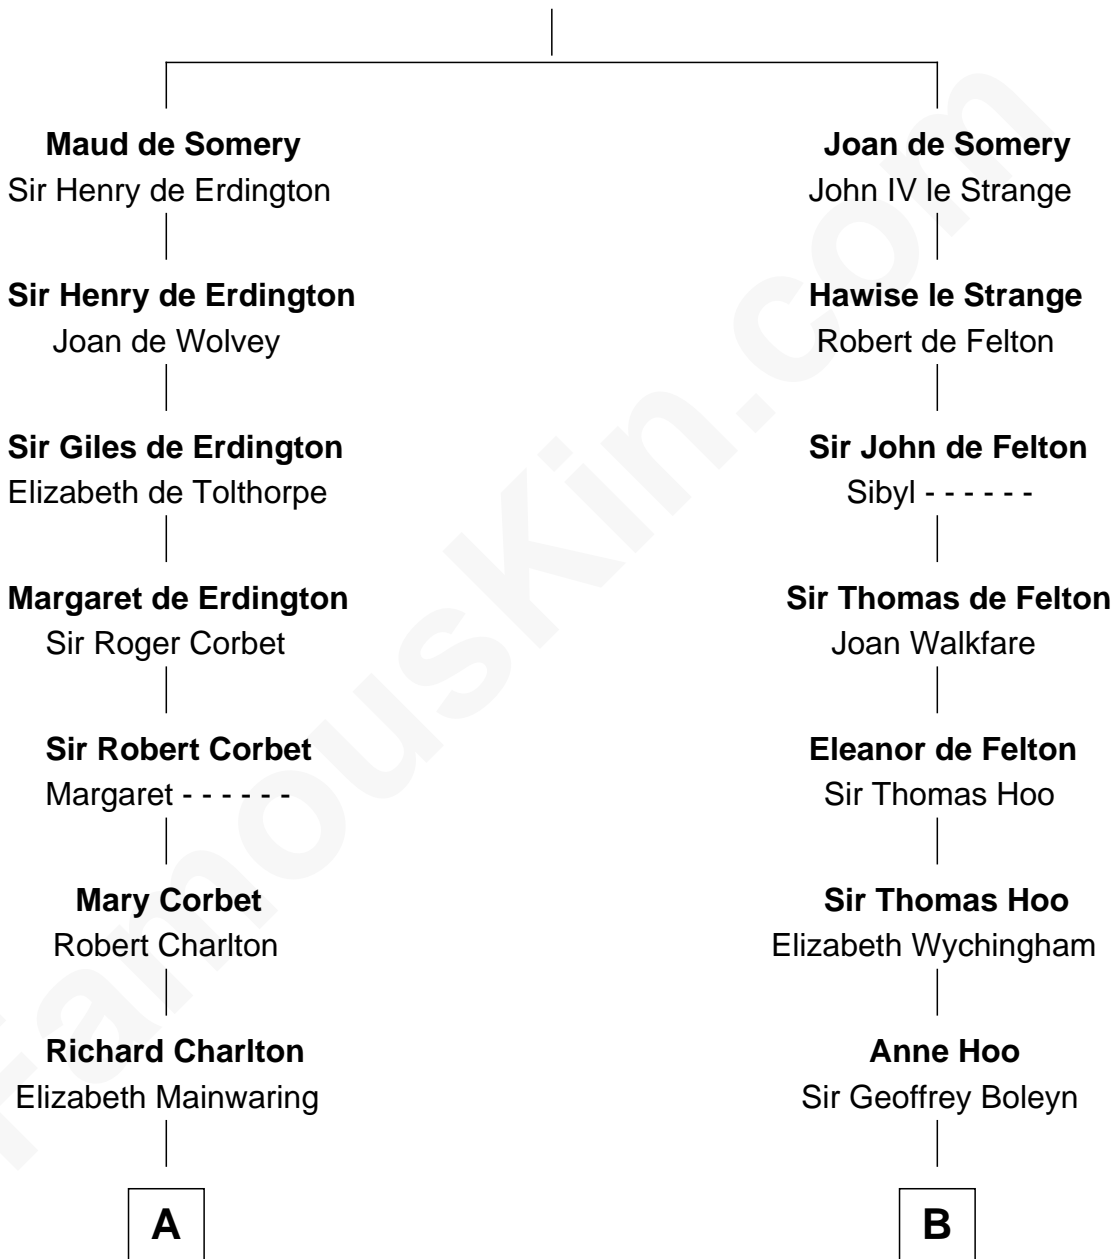 Maud de Somery
Sir Henry de Erdington
Sir Henry de Erdington
Joan de Wolvey
Sir Giles de Erdington
Elizabeth de Tolthorpe
Margaret de Erdington
Sir Roger Corbet
Sir Robert Corbet
Margaret - - - - - -
Mary Corbet
Robert Charlton
Richard Charlton
Elizabeth Mainwaring
A
Joan de Somery
John IV le Strange
Hawise le Strange
Robert de Felton
Sir John de Felton
Sibyl - - - - - -
Sir Thomas de Felton
Joan Walkfare
Eleanor de Felton
Sir Thomas Hoo
Sir Thomas Hoo
Elizabeth Wychingham
Anne Hoo
Sir Geoffrey Boleyn
B
FamousKin.com